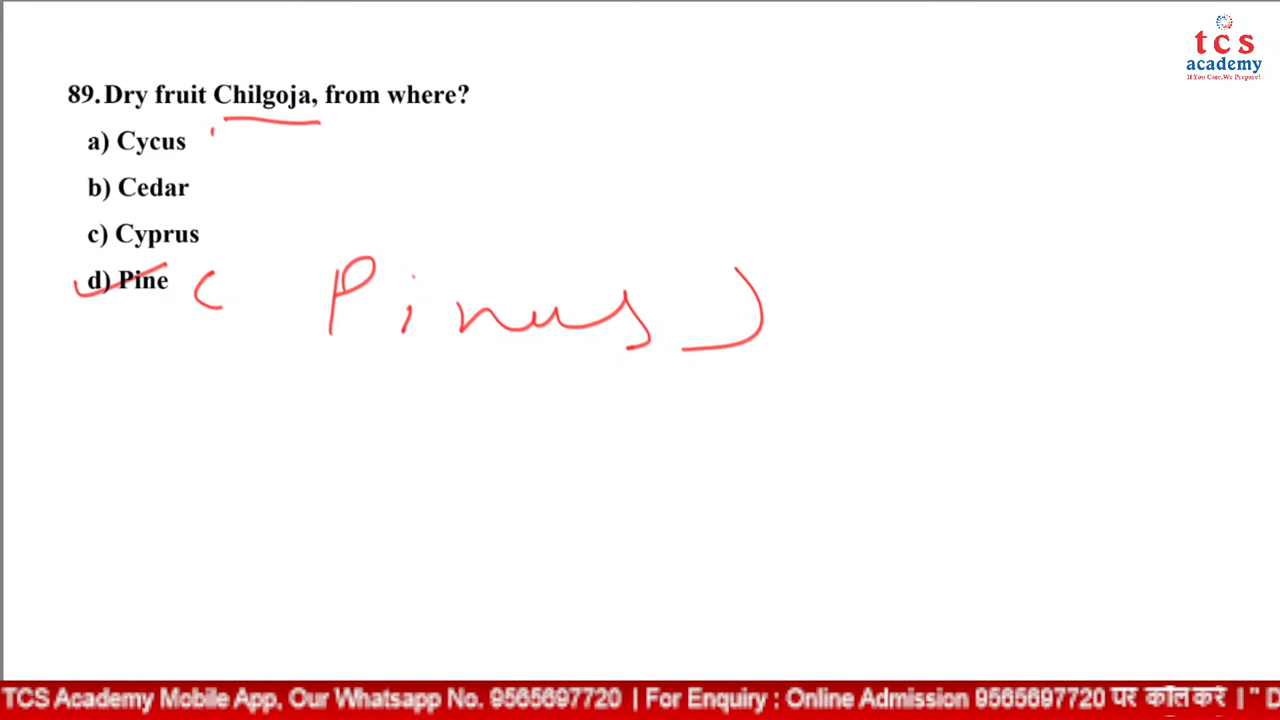 tcs
academy
If You Care, We Prepare!
89. Dry fruit Chilgoja, from where?
a) Cycus
b) Cedar
c) Cyprus
d) Pine ( Pinus )
TCS Academy Mobile App, Our Whatsapp No. 9565697720 | For Enquiry : Online Admission 9565697720 पर कॉल करें | " D